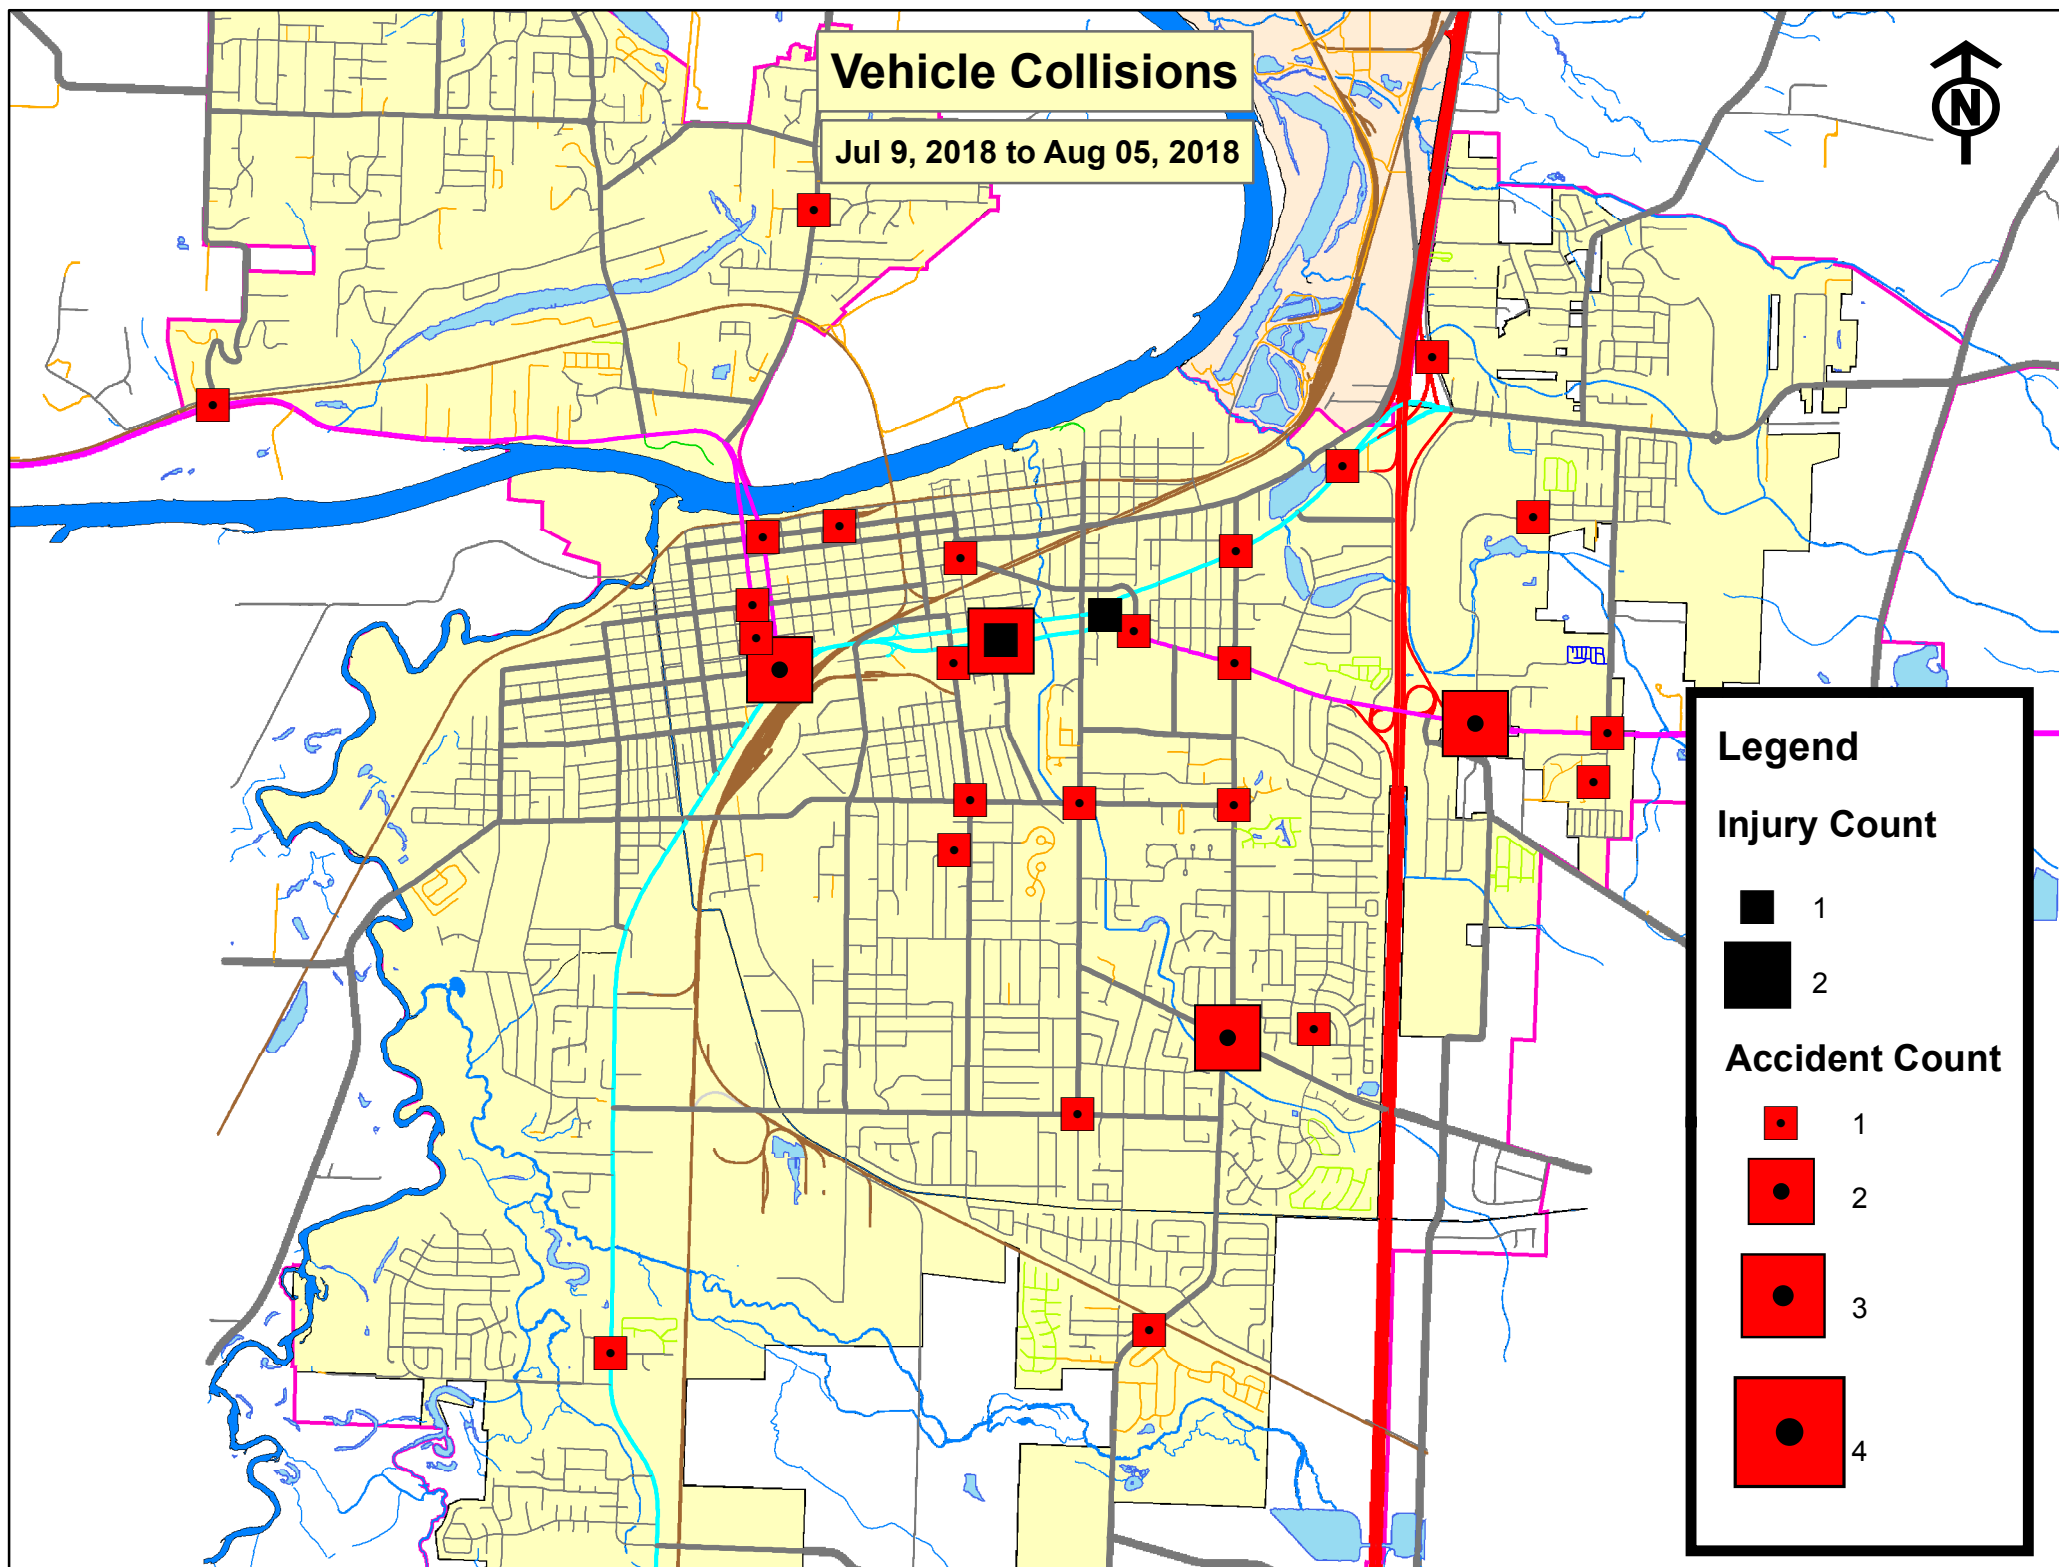 Vehicle Collisions
Jul 9, 2018 to Aug 05, 2018
N
Legend
Injury Count
1
2
Accident Count
1
2
3
4